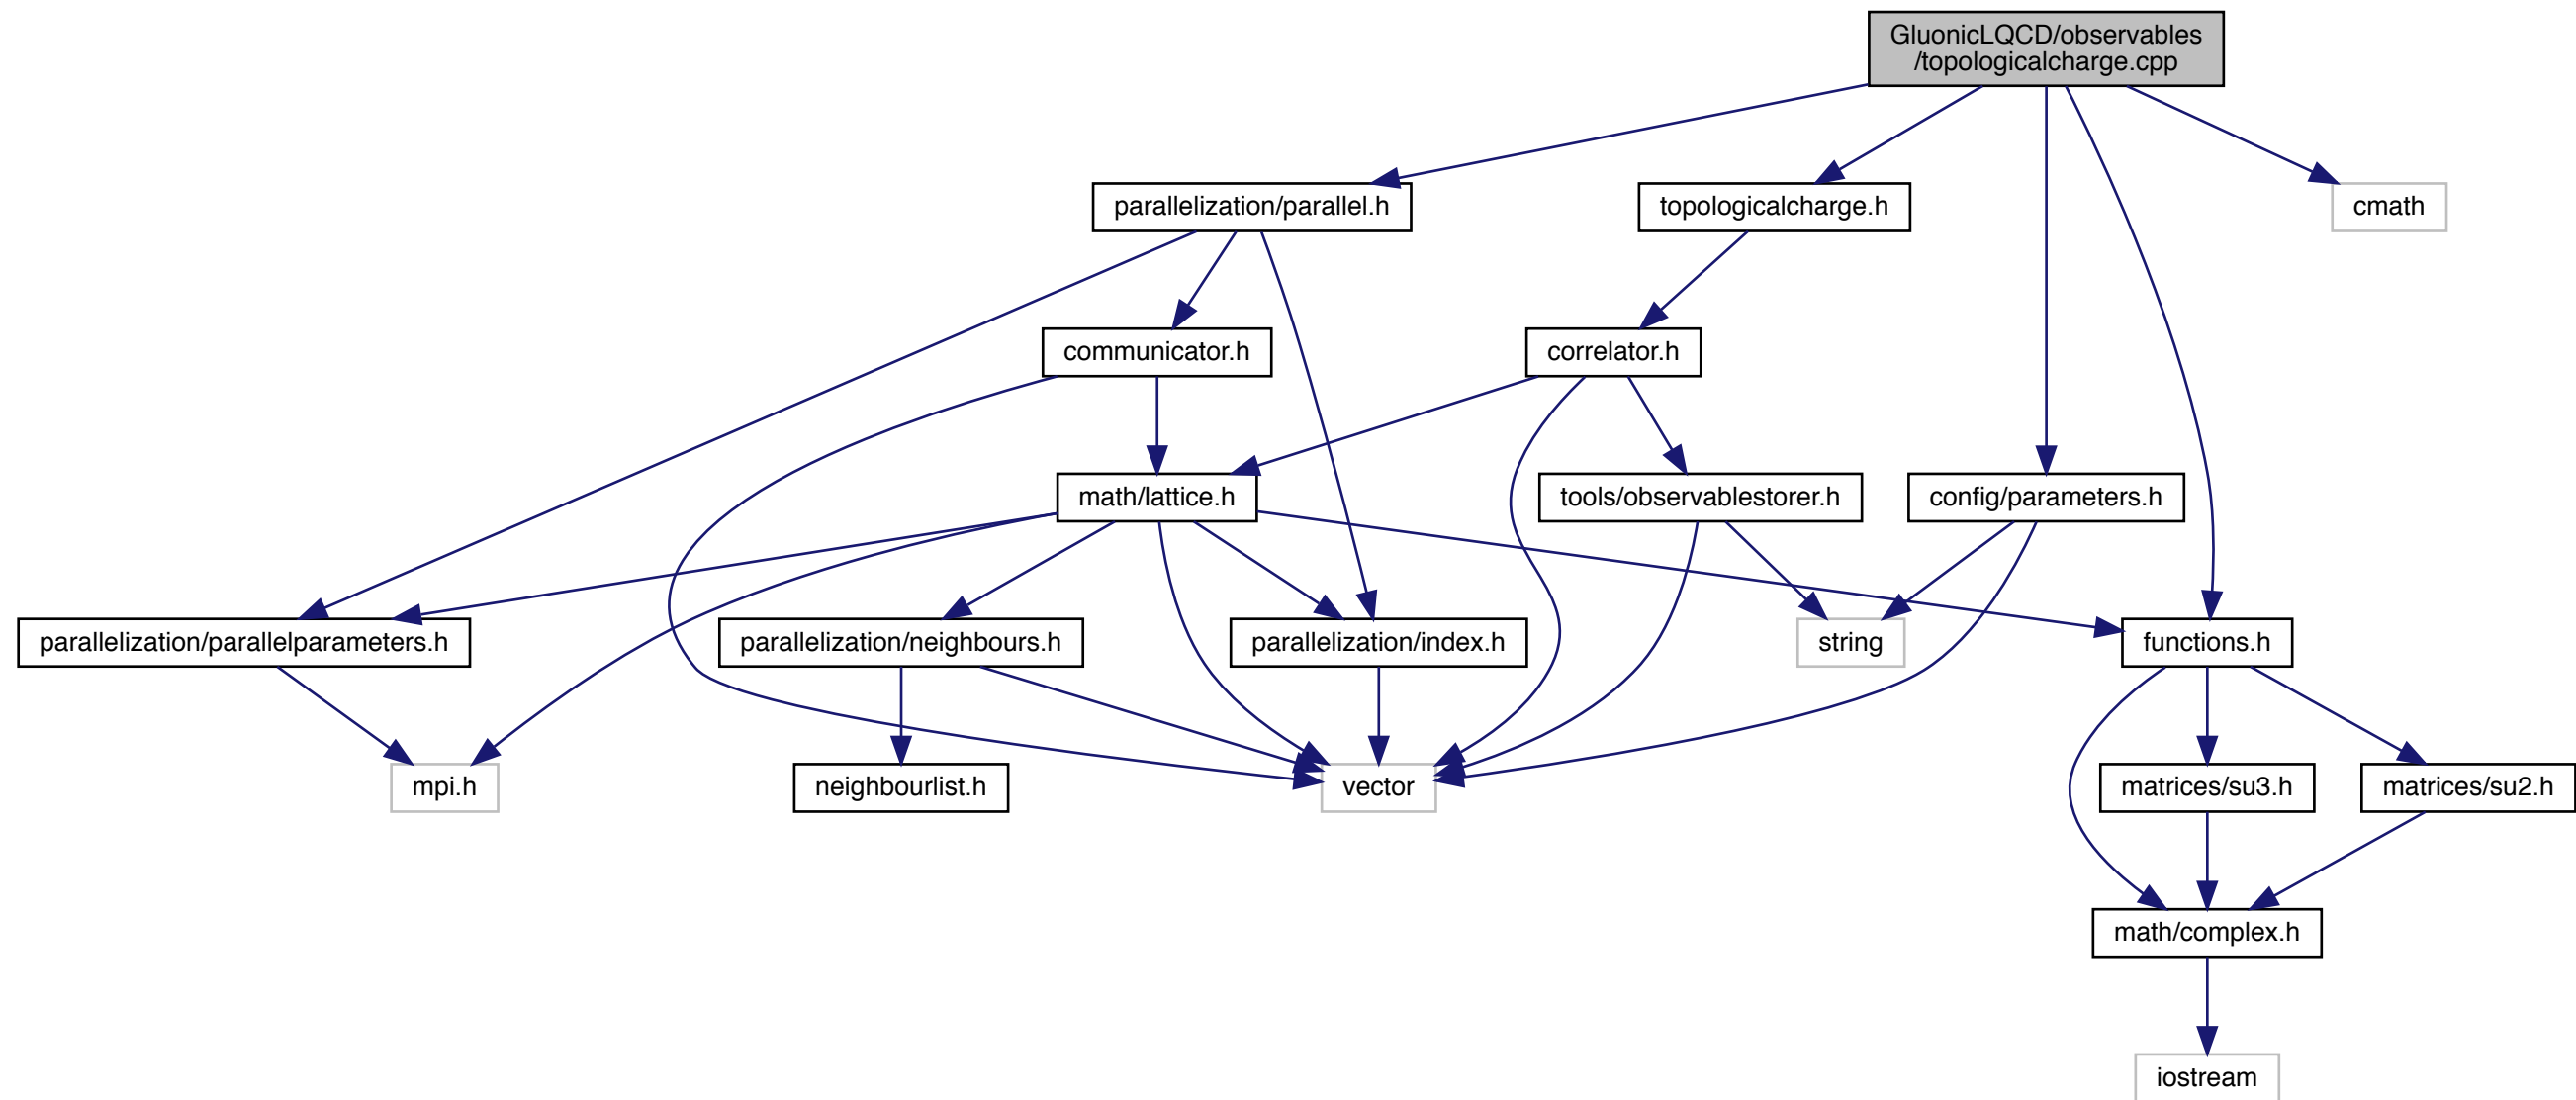 GluonicLQCD/observables
/topologicalcharge.cpp
parallelization/parallel.h
topologicalcharge.h
cmath
communicator.h
correlator.h
math/lattice.h
tools/observablestorer.h
config/parameters.h
parallelization/parallelparameters.h
parallelization/neighbours.h
parallelization/index.h
string
functions.h
mpi.h
neighbourlist.h
vector
matrices/su3.h
matrices/su2.h
math/complex.h
iostream